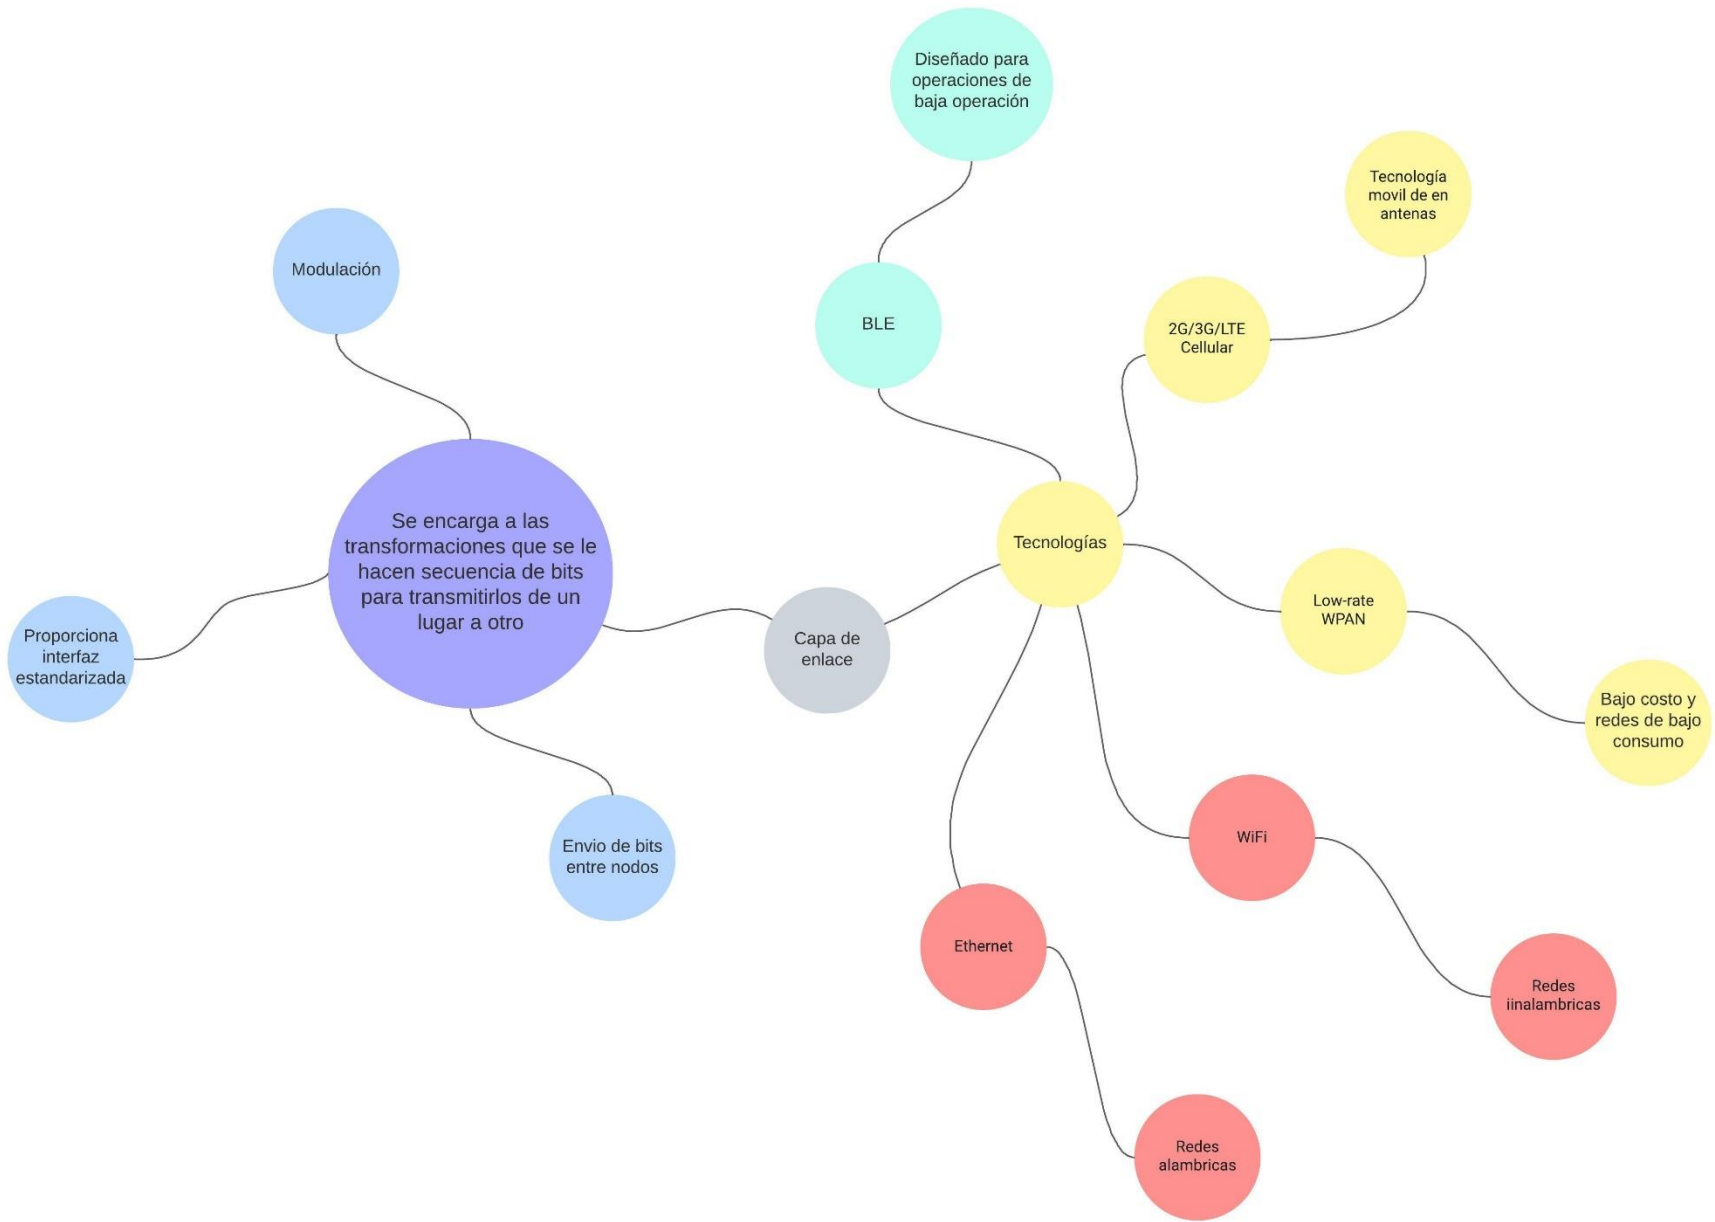 Diseñado para
operaciones de
baja operación
Tecnología
movil de en
antenas
Modulación
BLE
2G/3G/LTE
Cellular
Se encarga a las
transformaciones que se le
hacen secuencia de bits
para transmitirlos de un
lugar a otro
Tecnologías
Low-rate
WPAN
Proporciona
interfaz
estandarizada
Capa de
enlace
Bajo costo y
redes de bajo
consumo
Envio de bits
entre nodos
WiFi
Ethernet
Redes
iinalambricas
Redes
alambricas